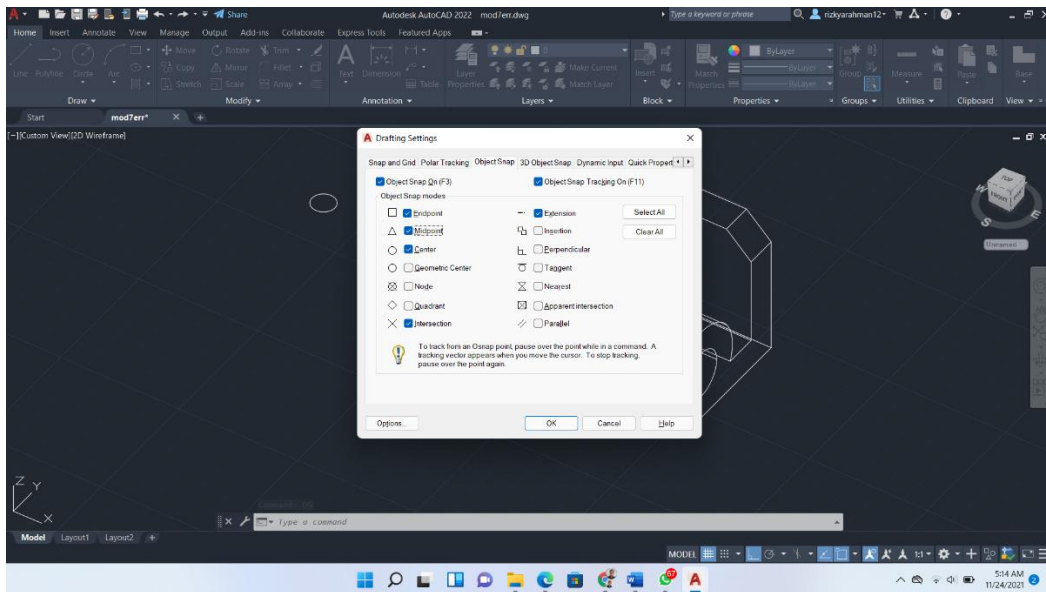 A Share Autodesk AutoCAD 2022 mod7err.dwg Type a keyword or phrase rizkyarahman12
Home Insert Annotate View Manage Output Add-ins Collaborate Express Tools Featured Apps
Move Rotate Trim
Line Polyline Circle Arc Copy Mirror Fillet Text Dimension Layer Properties Make Current Insert Match Properties ByLayer Group Measure Paste Base
Stretch Scale Array Table Match Layer
Draw Modify Annotation Layers Block Properties Groups Utilities Clipboard View
Start mod7err*
[-][Custom View][2D Wireframe]
A Drafting Settings
Snap and Grid Polar Tracking Object Snap 3D Object Snap Dynamic Input Quick Propert
Object Snap On (F3) Object Snap Tracking On (F11)
Object Snap modes
Endpoint Extension Select All
Midpoint Insertion Clear All
Center Perpendicular
Geometric Center Tangent
Node Nearest
Quadrant Apparent intersection
Intersection Parallel
To track from an Osnap point, pause over the point while in a command. A
tracking vector appears when you move the cursor. To stop tracking,
pause over the point again.
Options... OK Cancel Help
TOP
FRONT
W
S
Unnamed
Z
Y
X
Type a command
Model Layout1 Layout2 +
MODEL 1:1
67
5:14 AM
11/24/2021 2